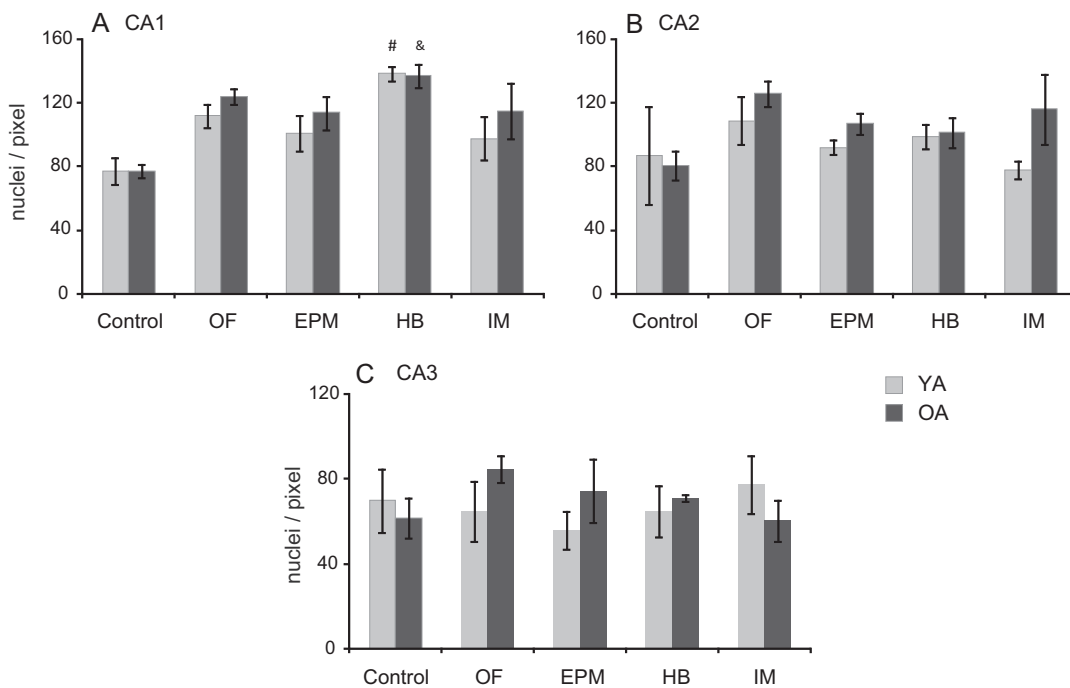 A CA1
# &
160
120
80
40
0
nuclei / pixel
Control OF EPM HB IM
B CA2
160
120
80
40
0
Control OF EPM HB IM
C CA3
120
80
40
0
nuclei / pixel
Control OF EPM HB IM
YA
OA